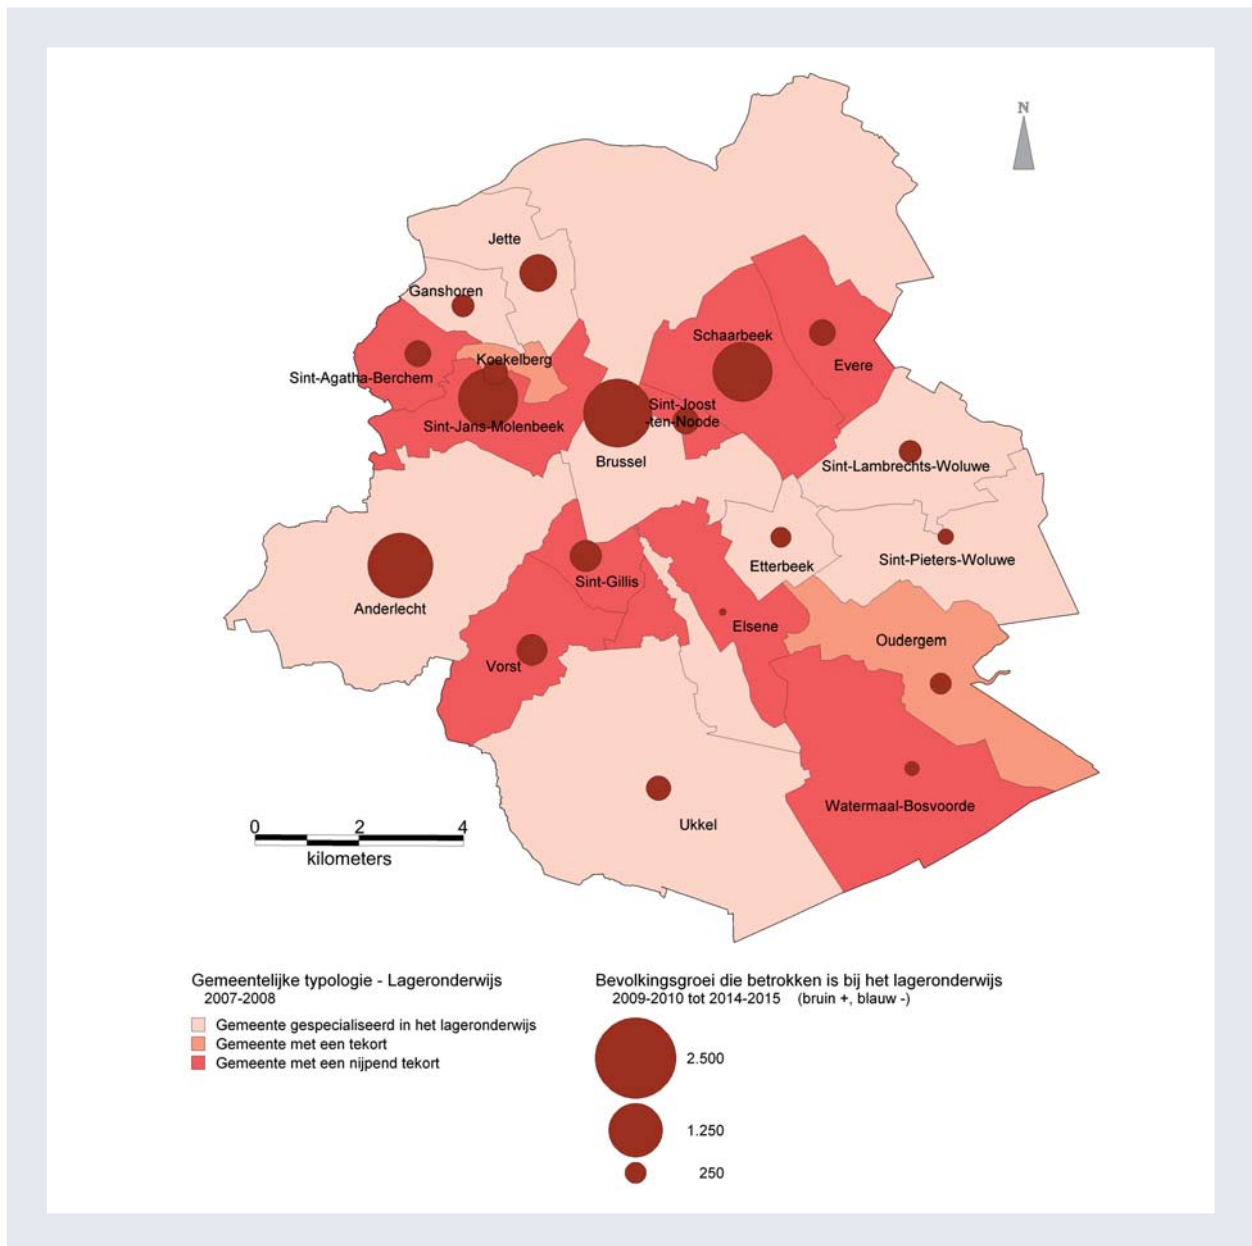 N
Jette
Ganshoren
Schaarbeek
Koekelberg
Evere
Sint-Agatha-Berchem
Sint-Joost
-ten-Noode
Sint-Jans-Molenbeek
Brussel
Sint-Lambrechts-Woluwe
Etterbeek
Sint-Pieters-Woluwe
Sint-Gillis
Anderlecht
Elsene
Oudergem
Vorst
Watermaal-Bosvoorde
Ukkel
0 2 4
kilometers
Gemeentelijke typologie - Lageronderwijs
2007-2008
Gemeente gespecialiseerd in het lageronderwijs
Gemeente met een tekort
Gemeente met een nijpend tekort
Bevolkingsgroei die betrokken is bij het lageronderwijs
2009-2010 tot 2014-2015 (bruin +, blauw -)
2.500
1.250
250